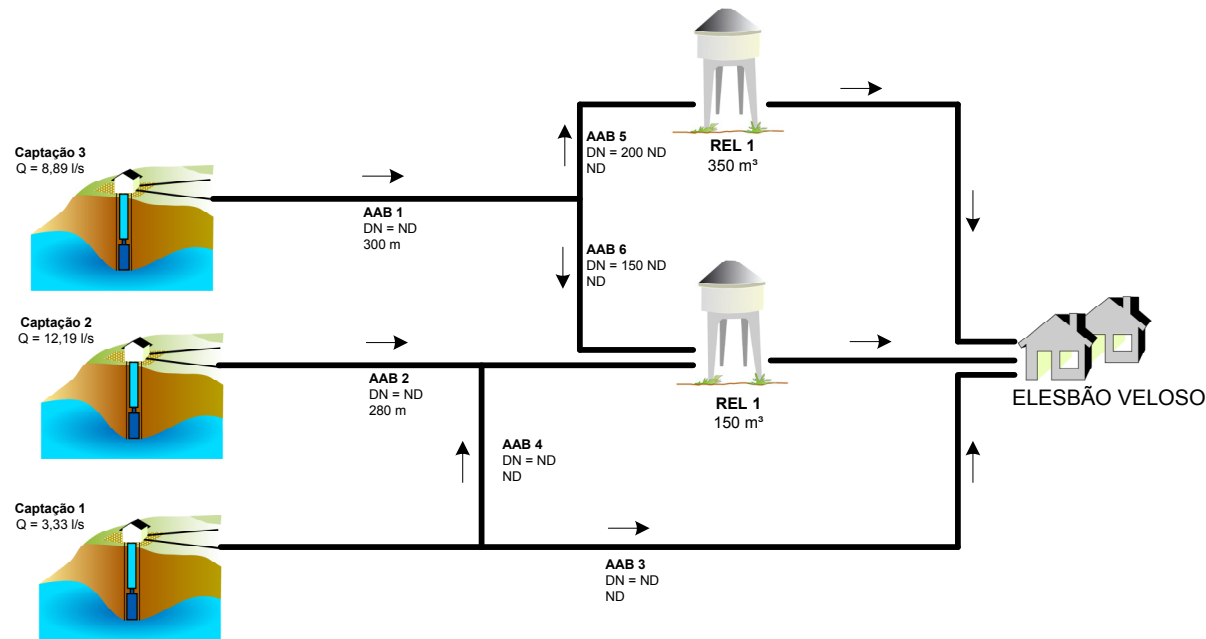 Captação 3
Q = 8,89 l/s
AAB 1
DN = ND
300 m
AAB 5
DN = 200 ND
ND
REL 1
350 m³
AAB 6
DN = 150 ND
ND
Captação 2
Q = 12,19 l/s
AAB 2
DN = ND
280 m
REL 1
150 m³
ELESBÃO VELOSO
AAB 4
DN = ND
ND
Captação 1
Q = 3,33 l/s
AAB 3
DN = ND
ND